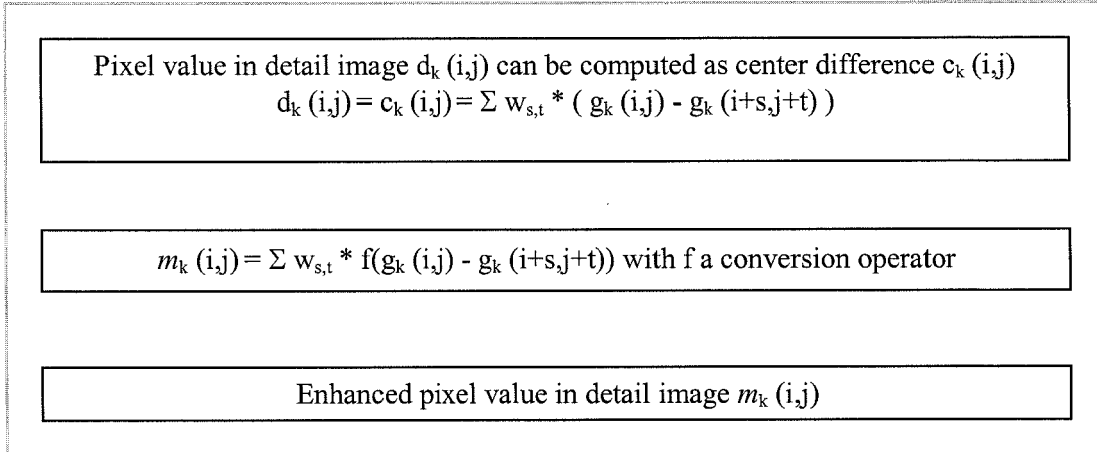 Pixel value in detail image dk (i,j) can be computed as center difference ck (i,j)
dk (i,j) = ck (i,j) = Σ ws,t * ( gk (i,j) - gk (i+s,j+t) )
mk (i,j) = Σ ws,t * f(gk (i,j) - gk (i+s,j+t)) with f a conversion operator
Enhanced pixel value in detail image mk (i,j)